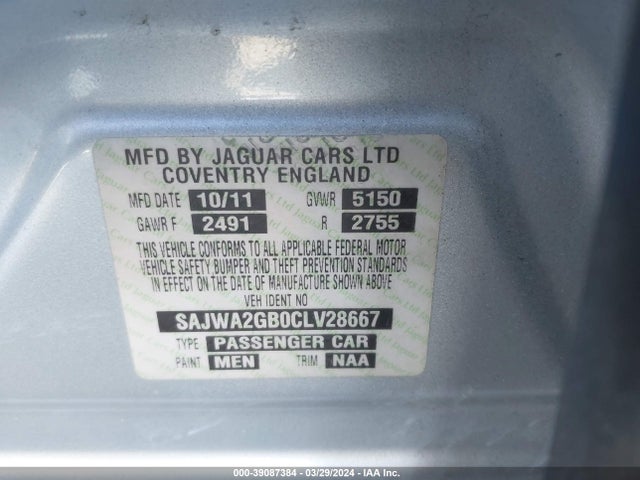 MFD BY JAGUAR CARS LTD
COVENTRY ENGLAND
MFD DATE 10/11 GVWR 5150
GAWR F 2491 R 2755
THIS VEHICLE CONFORMS TO ALL APPLICABLE FEDERAL MOTOR
VEHICLE SAFETY BUMPER AND THEFT PREVENTION STANDARDS
IN EFFECT ON THE DATE OF MANUFACTURE SHOWN ABOVE
VEH IDENT NO
SAJWA2GB0CLV28667
TYPE PASSENGER CAR
PAINT MEN TRIM NAA
000-39087384 - 03/29/2024 - IAA Inc.